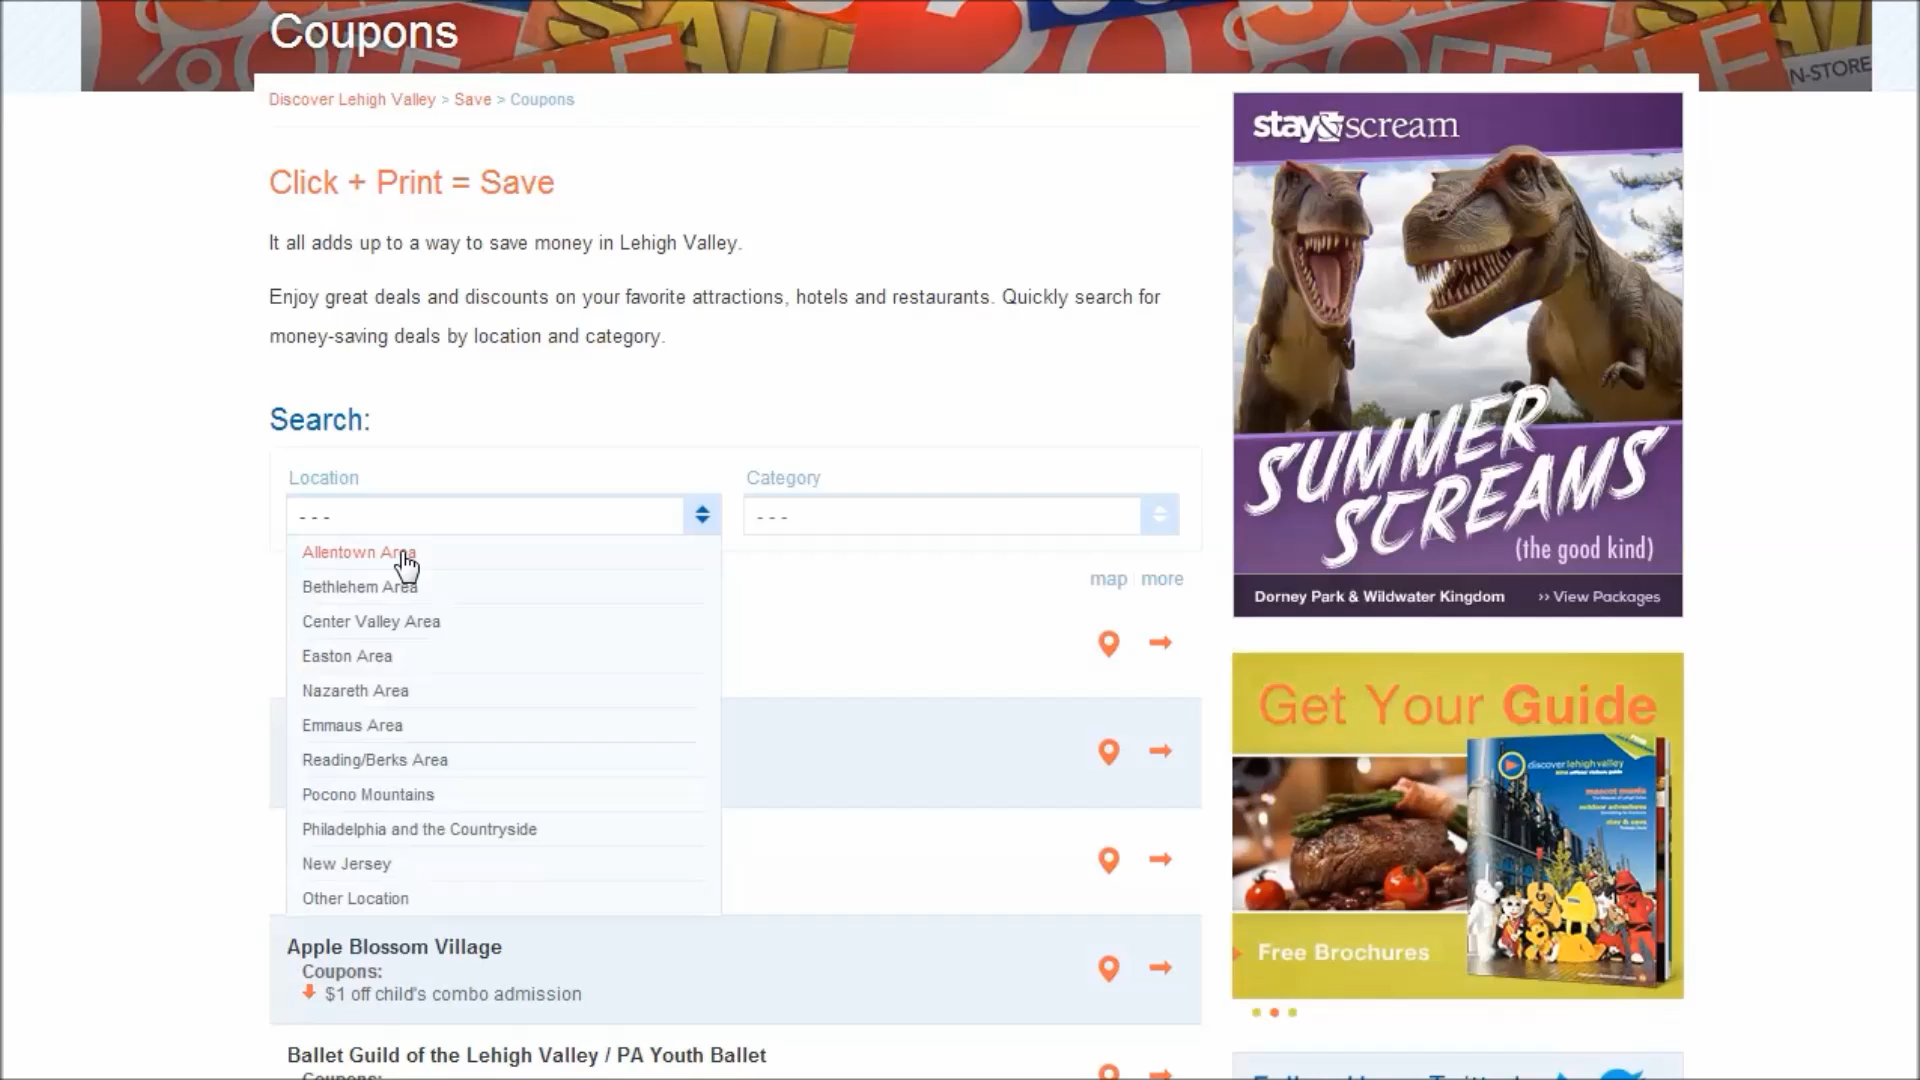 Coupons
N-STORE
Discover Lehigh Valley > Save > Coupons
Click + Print = Save
It all adds up to a way to save money in Lehigh Valley.
Enjoy great deals and discounts on your favorite attractions, hotels and restaurants. Quickly search for
money-saving deals by location and category.
Search:
Location
Category
- - -
- - -
Allentown Area
Bethlehem Area
Center Valley Area
Easton Area
Nazareth Area
Emmaus Area
Reading/Berks Area
Pocono Mountains
Philadelphia and the Countryside
New Jersey
Other Location
map more
Apple Blossom Village
Coupons:
$1 off child's combo admission
Ballet Guild of the Lehigh Valley / PA Youth Ballet
Coupons:
stay & scream
SUMMER
SCREAMS
(the good kind)
Dorney Park & Wildwater Kingdom >> View Packages
Get Your Guide
discover lehigh valley
Free Brochures